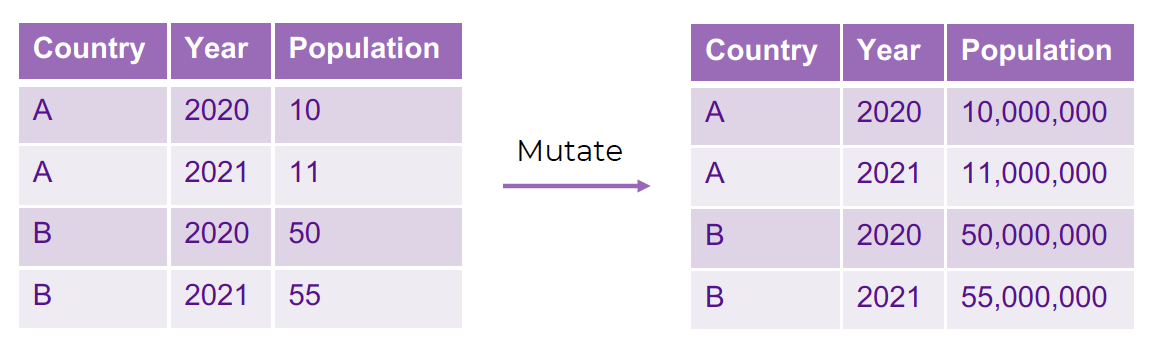 Country Year Population
A 2020 10
A 2021 11
B 2020 50
B 2021 55
Mutate
Country Year Population
A 2020 10,000,000
A 2021 11,000,000
B 2020 50,000,000
B 2021 55,000,000